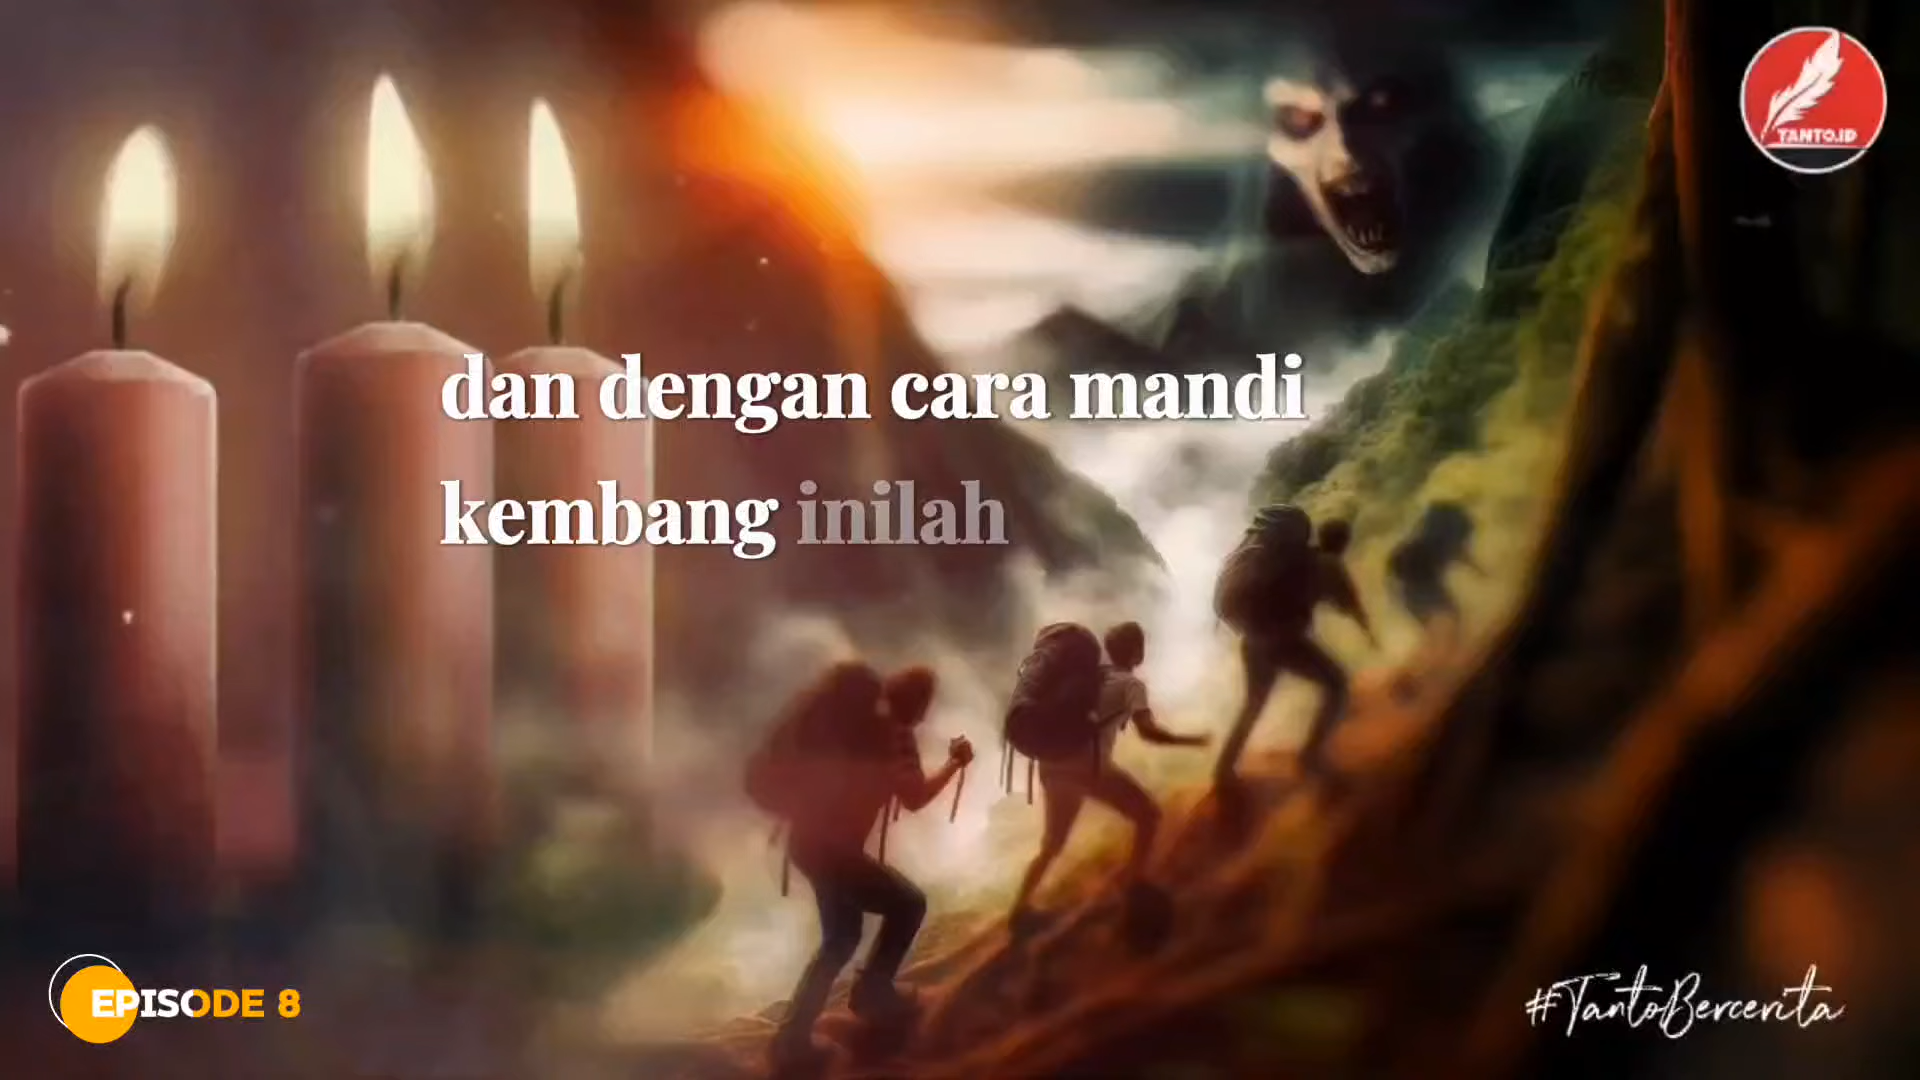 TANTO.ID
dan dengan cara mandi
kembang inilah
EPISODE 8
#TantoBercerita